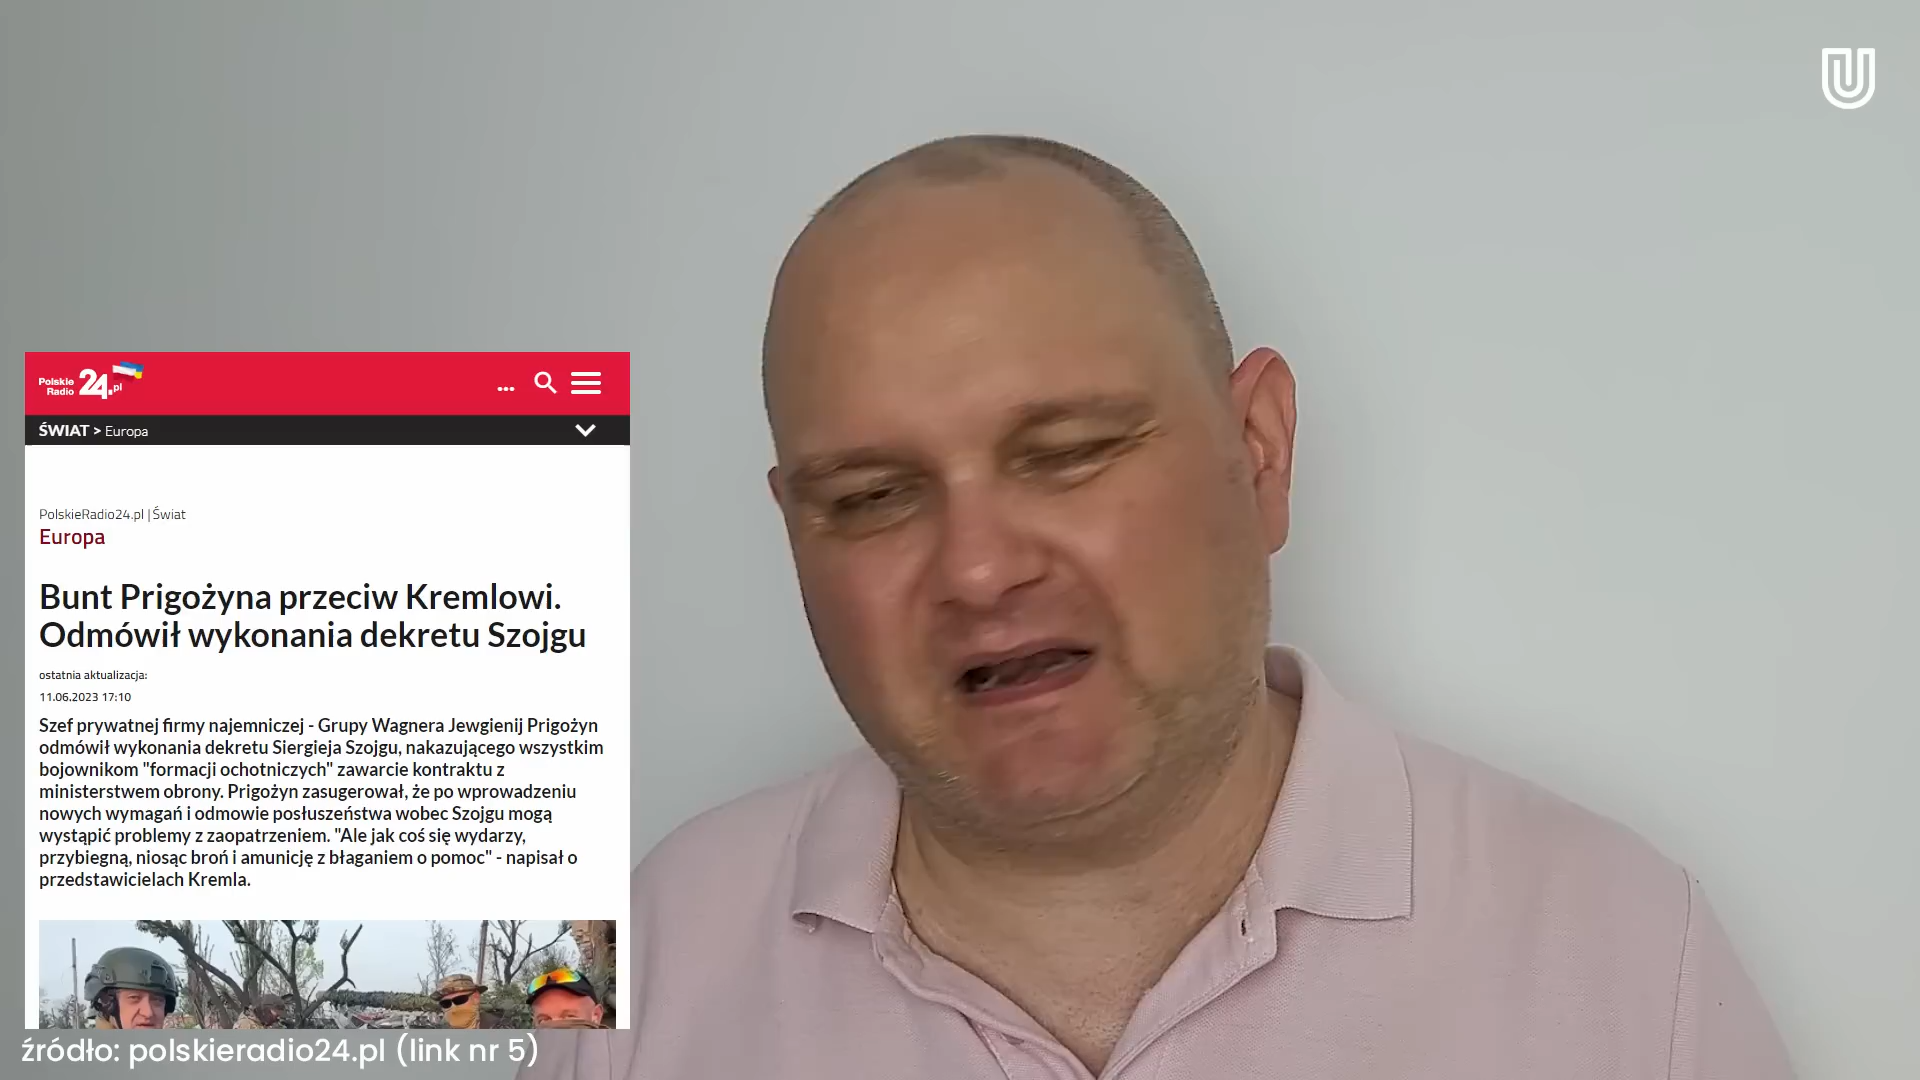 Polskie
Radio 24.pl
...
ŚWIAT > Europa
PolskieRadio24.pl | Świat
Europa
Bunt Prigożyna przeciw Kremlowi.
Odmówił wykonania dekretu Szojgu
ostatnia aktualizacja:
11.06.2023 17:10
Szef prywatnej firmy najemniczej - Grupy Wagnera Jewgienij Prigożyn
odmówił wykonania dekretu Siergieja Szojgu, nakazującego wszystkim
bojownikom "formacji ochotniczych" zawarcie kontraktu z
ministerstwem obrony. Prigożyn zasugerował, że po wprowadzeniu
nowych wymagań i odmowie posłuszeństwa wobec Szojgu mogą
wystąpić problemy z zaopatrzeniem. "Ale jak coś się wydarzy,
przybiegną, niosąc broń i amunicję z błaganiem o pomoc" - napisał o
przedstawicielach Kremla.
źródło: polskieradio24.pl (link nr 5)